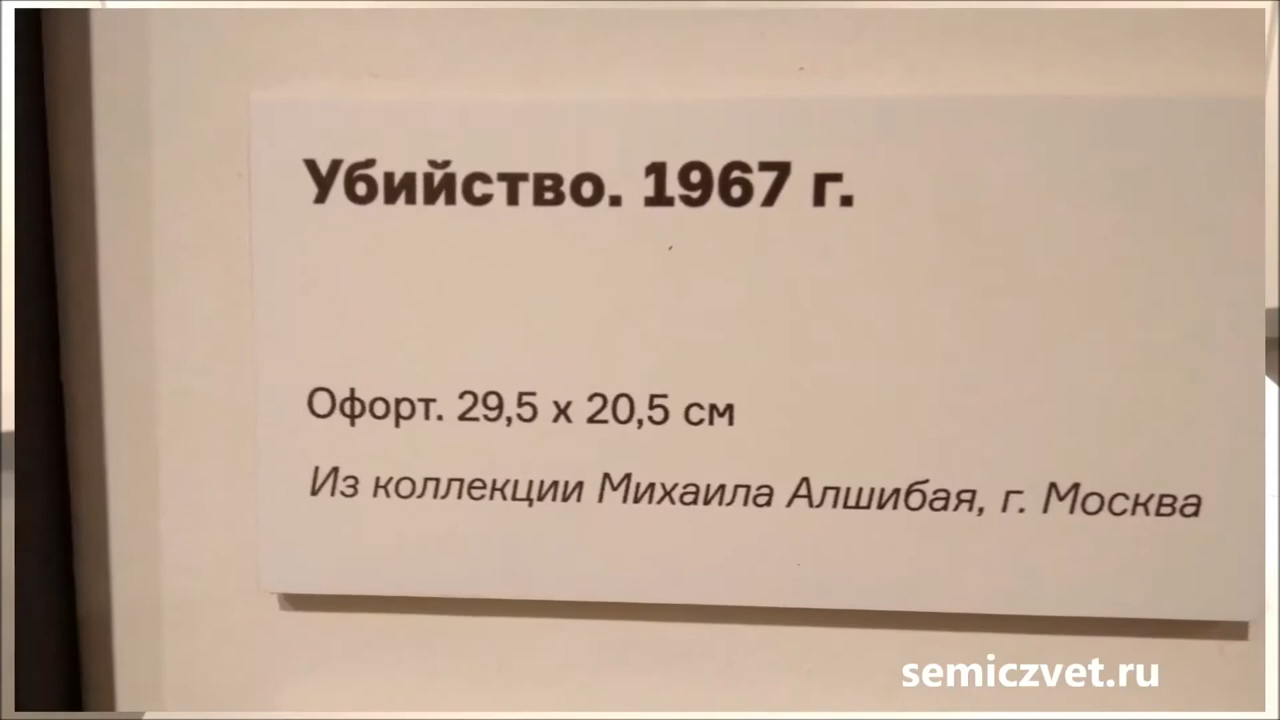 Убийство. 1967 г.
Офорт. 29,5 х 20,5 см
Из коллекции Михаила Алшибая, г. Москва
semiczvet.ru